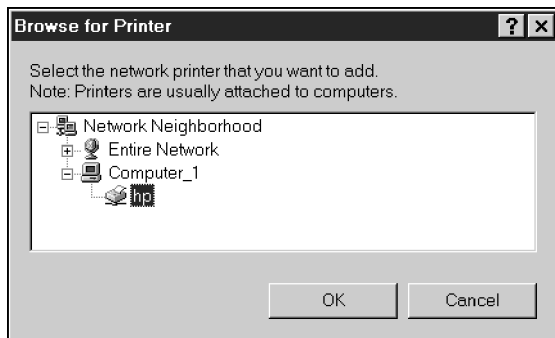 Browse for Printer
Select the network printer that you want to add.
Note: Printers are usually attached to computers.
Network Neighborhood
Entire Network
Computer_1
hp
OK Cancel